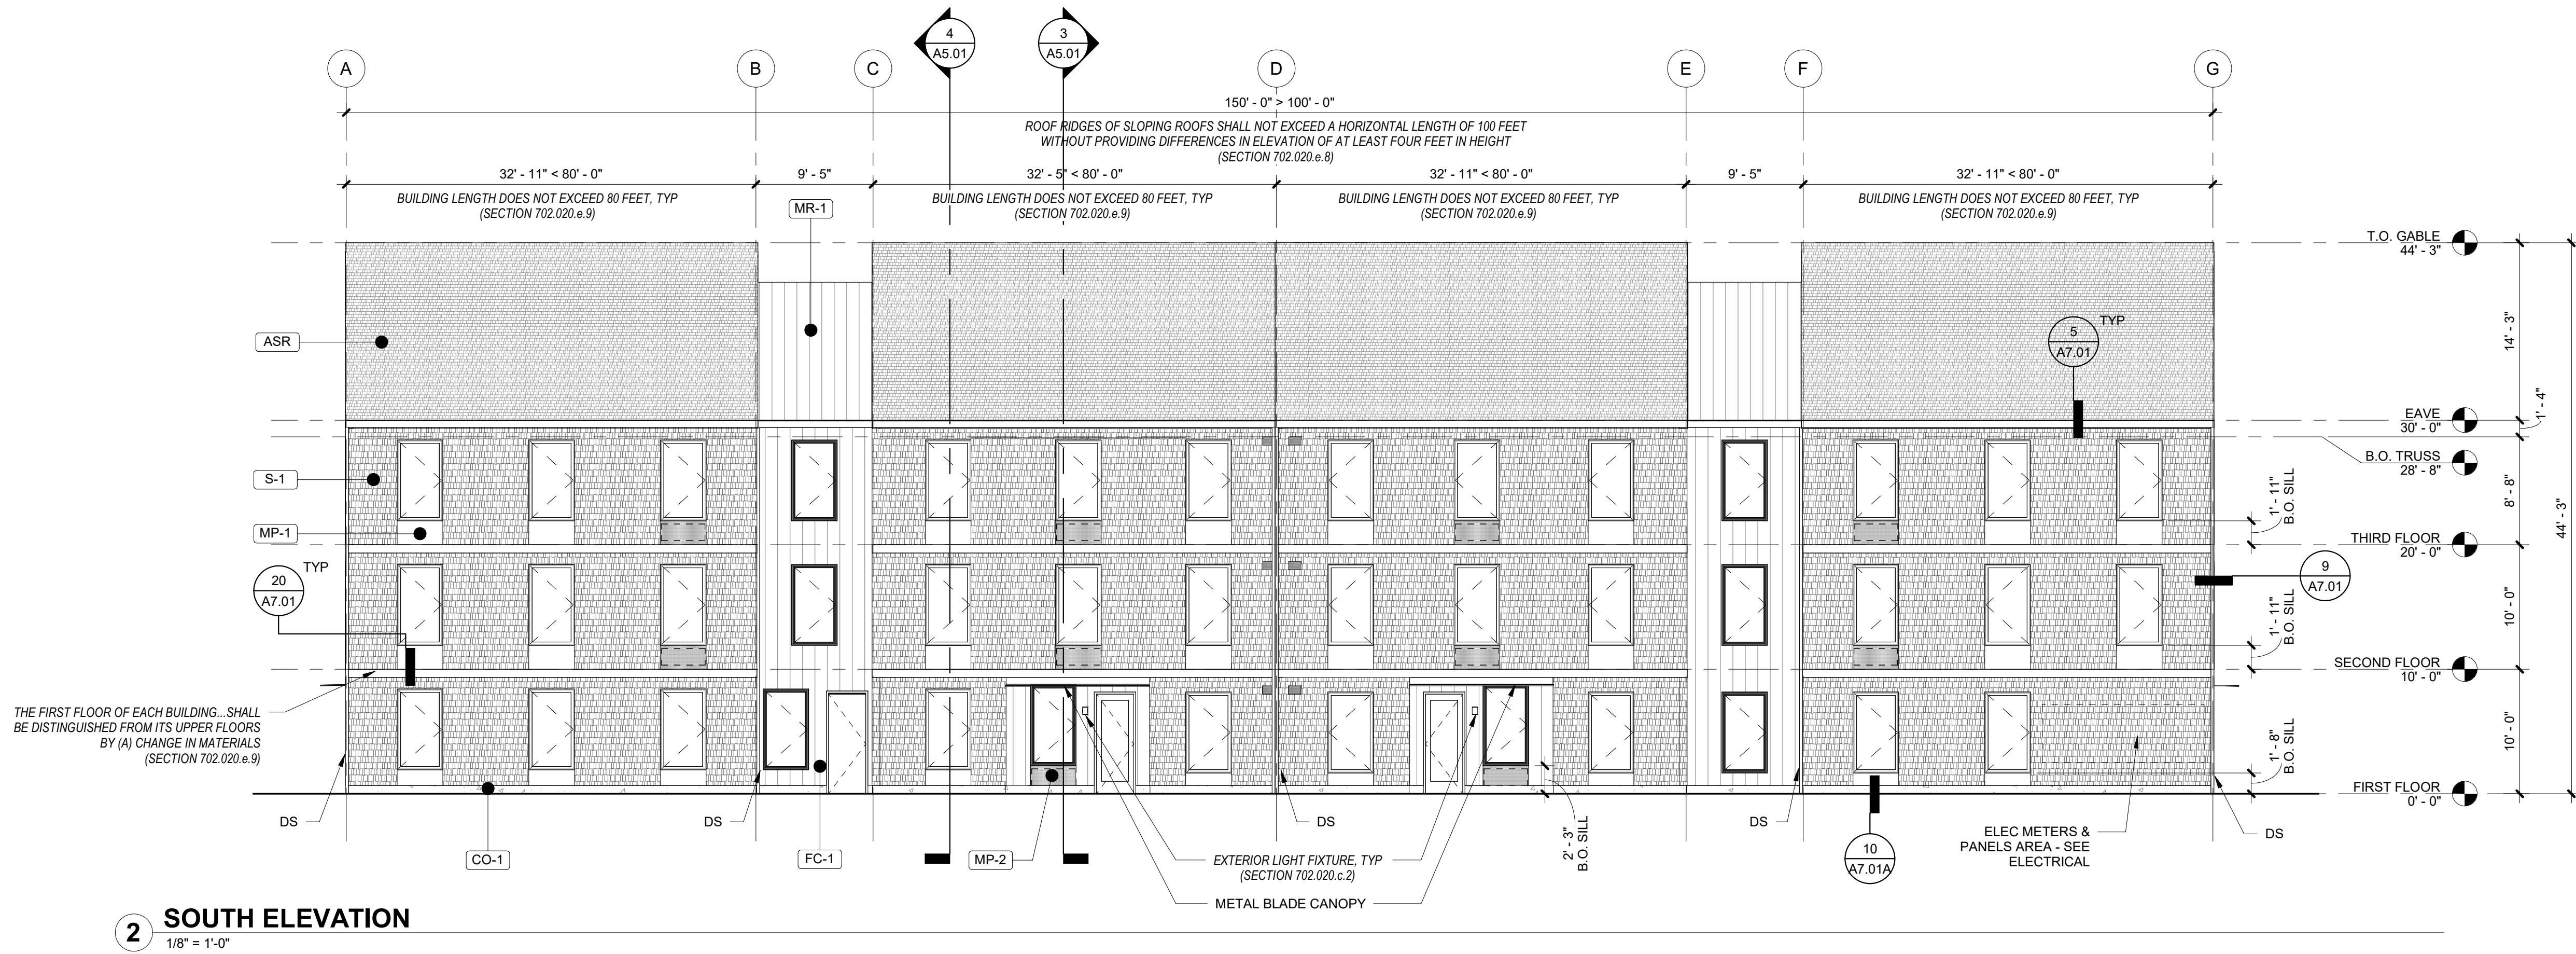 4
A5.01
3
A5.01
A
B
C
D
E
F
G
150' - 0" > 100' - 0"
ROOF RIDGES OF SLOPING ROOFS SHALL NOT EXCEED A HORIZONTAL LENGTH OF 100 FEET
WITHOUT PROVIDING DIFFERENCES IN ELEVATION OF AT LEAST FOUR FEET IN HEIGHT
(SECTION 702.020.e.8)
32' - 11" < 80' - 0"
9' - 5"
32' - 5" < 80' - 0"
32' - 11" < 80' - 0"
9' - 5"
32' - 11" < 80' - 0"
BUILDING LENGTH DOES NOT EXCEED 80 FEET, TYP
(SECTION 702.020.e.9)
BUILDING LENGTH DOES NOT EXCEED 80 FEET, TYP
(SECTION 702.020.e.9)
BUILDING LENGTH DOES NOT EXCEED 80 FEET, TYP
(SECTION 702.020.e.9)
BUILDING LENGTH DOES NOT EXCEED 80 FEET, TYP
(SECTION 702.020.e.9)
MR-1
T.O. GABLE
44' - 3"
ASR
5
A7.01
TYP
14' - 3"
1' - 4"
EAVE
30' - 0"
B.O. TRUSS
28' - 8"
S-1
MP-1
8' - 8"
1' - 11"
B.O. SILL
44' - 3"
THIRD FLOOR
20' - 0"
20
A7.01
TYP
9
A7.01
10' - 0"
1' - 11"
B.O. SILL
SECOND FLOOR
10' - 0"
THE FIRST FLOOR OF EACH BUILDING...SHALL
BE DISTINGUISHED FROM ITS UPPER FLOORS
BY (A) CHANGE IN MATERIALS
(SECTION 702.020.e.9)
10' - 0"
1' - 8"
B.O. SILL
FIRST FLOOR
0' - 0"
DS
DS
DS
DS
DS
CO-1
FC-1
MP-2
EXTERIOR LIGHT FIXTURE, TYP
(SECTION 702.020.c.2)
METAL BLADE CANOPY
2' - 3"
B.O. SILL
10
A7.01A
ELEC METERS &
PANELS AREA - SEE
ELECTRICAL
2
SOUTH ELEVATION
1/8" = 1'-0"